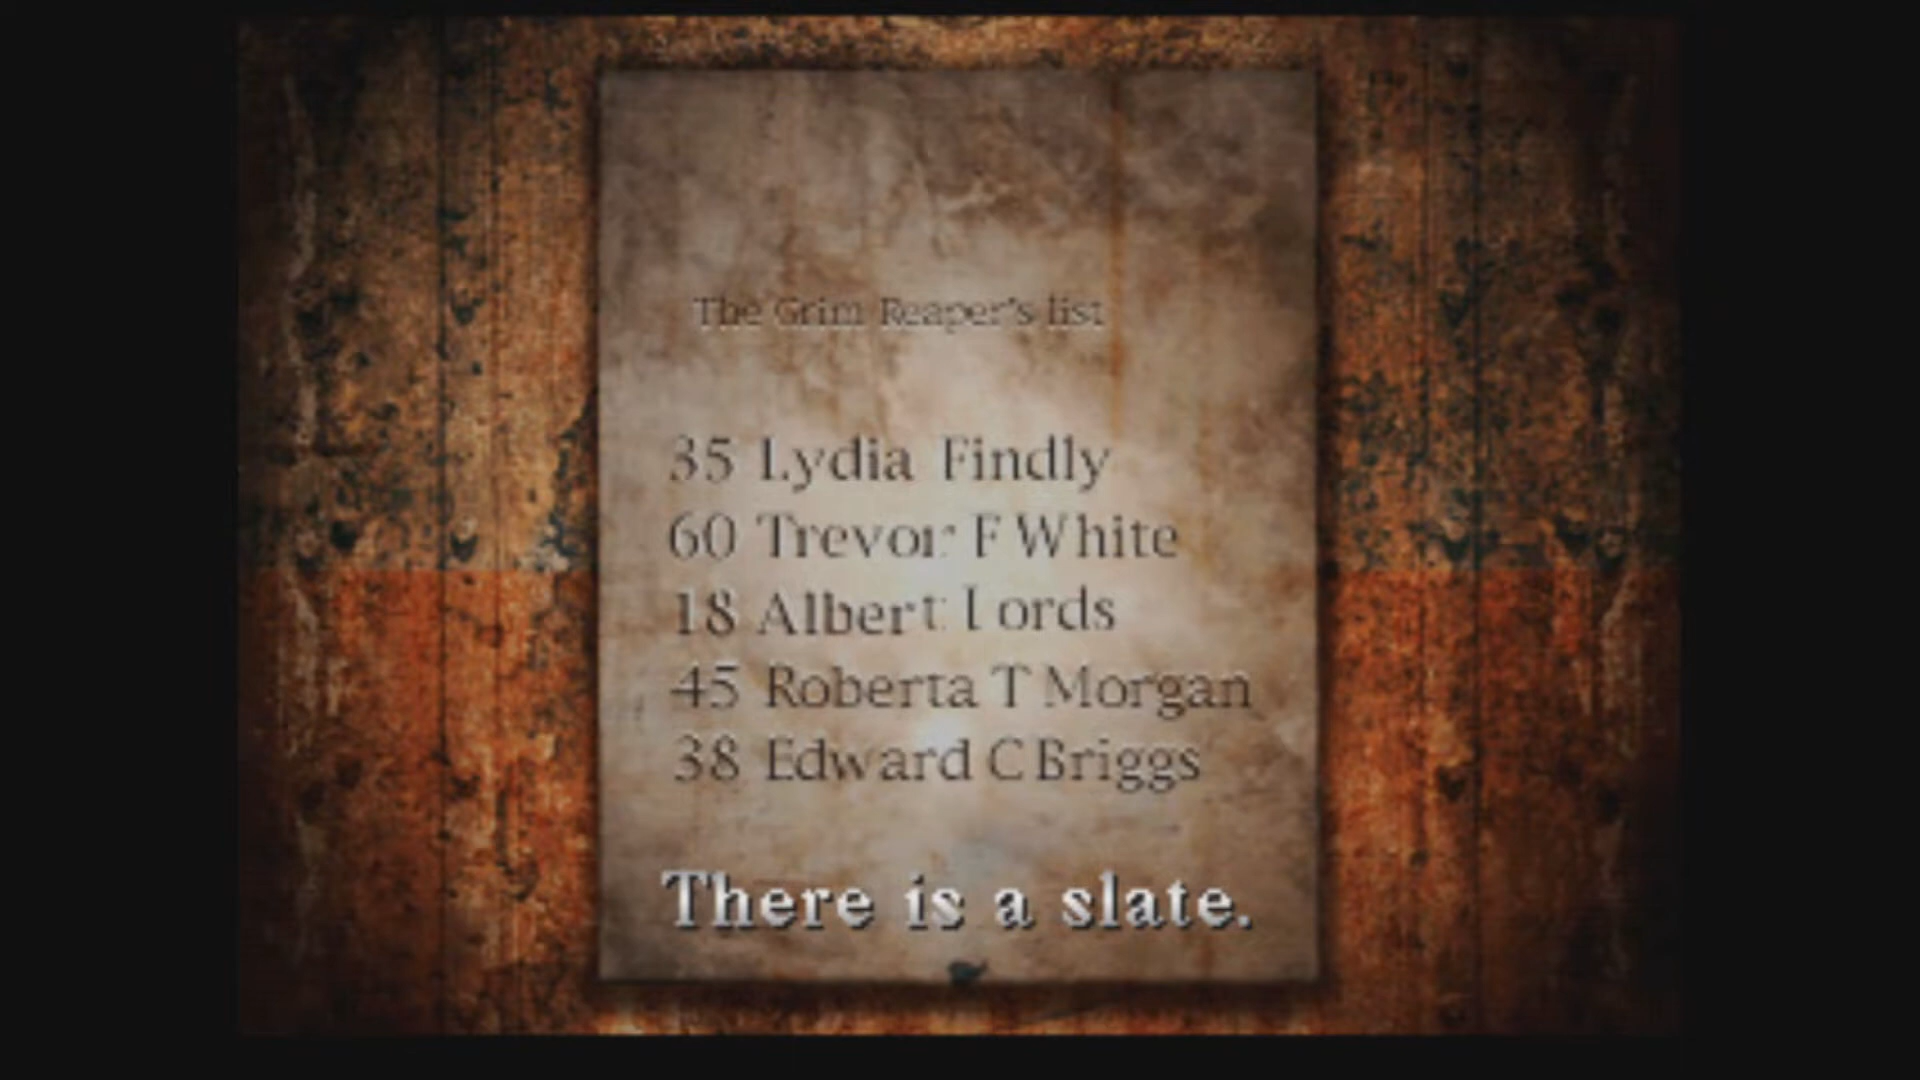 The Grim Reaper's list
35 Lydia Findly
60 Trevor F White
18 Albert Lords
45 Roberta T Morgan
38 Edward C Briggs
There is a slate.